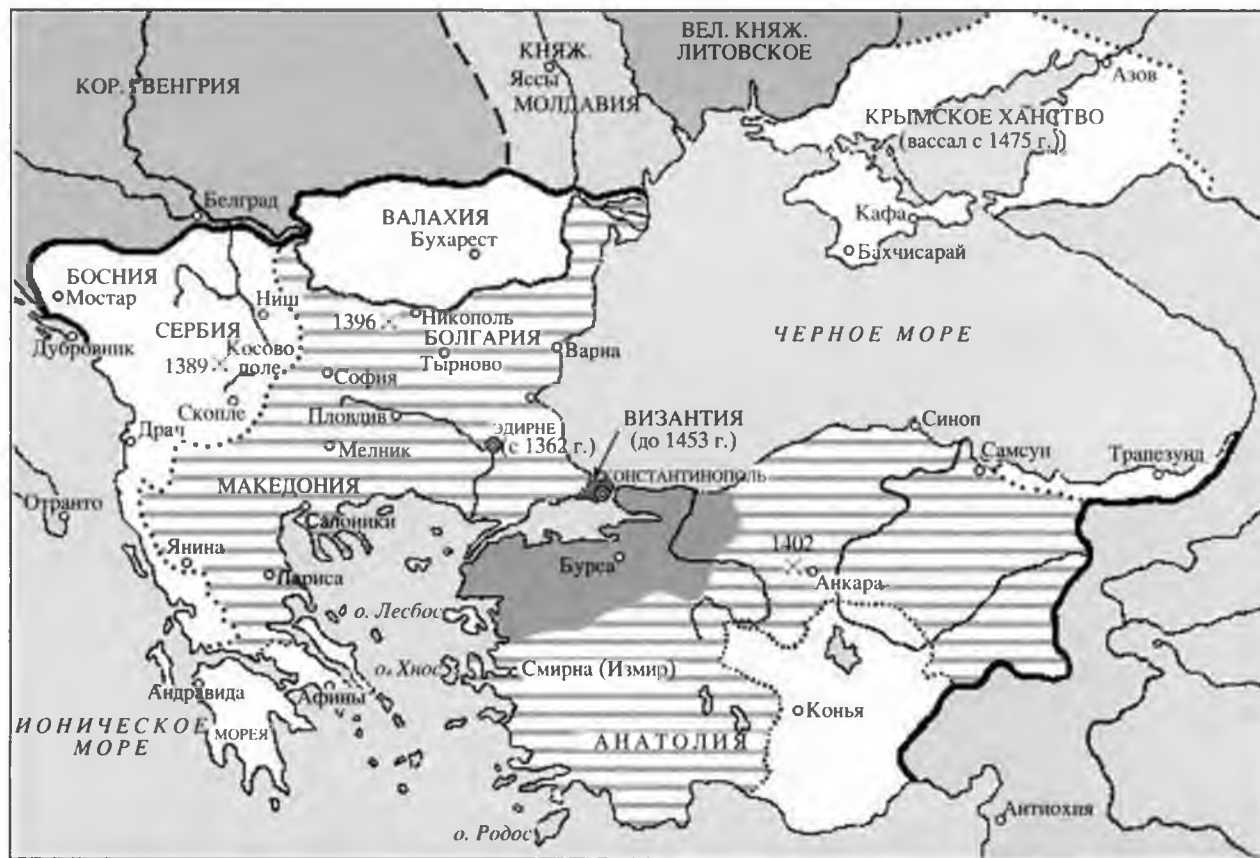 ВЕЛ. КНЯЖ.
ЛИТОВСКОЕ
КНЯЖ.
Яссы
МОЛДАВИЯ
КОР. ВЕНГРИЯ
Азов
КРЫМСКОЕ ХАНСТВО
(вассал с 1475 г.)
Кафа
Бахчисарай
Белград
ВАЛАХИЯ
Бухарест
БОСНИЯ
Мостар
Ниш
1396
Никополь
СЕРБИЯ
БОЛГАРИЯ
ЧЕРНОЕ МОРЕ
Дубровник
1389
Косово
поле
Тырново
Варна
София
Скопле
Пловдив
ЭДИРНЕ
(с 1362 г.)
ВИЗАНТИЯ
(до 1453 г.)
Синоп
Драч
Мелник
Самсун
Трапезунд
КОНСТАНТИНОПОЛЬ
МАКЕДОНИЯ
Отранто
Салоники
Янина
1402
Бурса
Анкара
Лариса
о. Лесбос
о. Хиос
Смирна (Измир)
Андравида
Афины
Конья
ИОНИЧЕСКОЕ
МОРЕ
МОРЕЯ
АНАТОЛИЯ
Антиохия
о. Родос